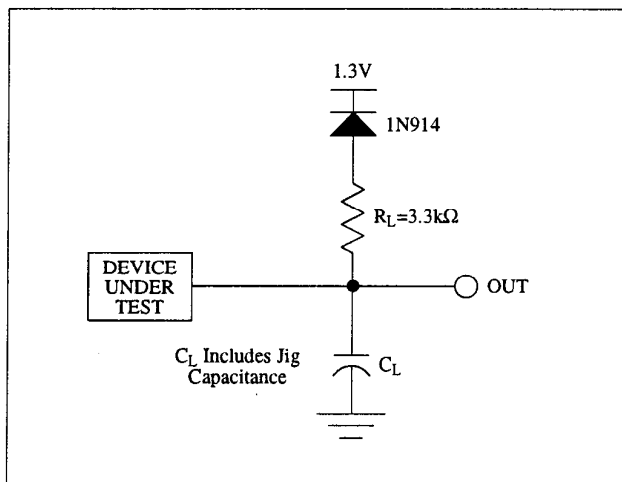 1.3V
1N914
R_L=3.3kΩ
DEVICE
UNDER
TEST
OUT
C_L Includes Jig
Capacitance
C_L